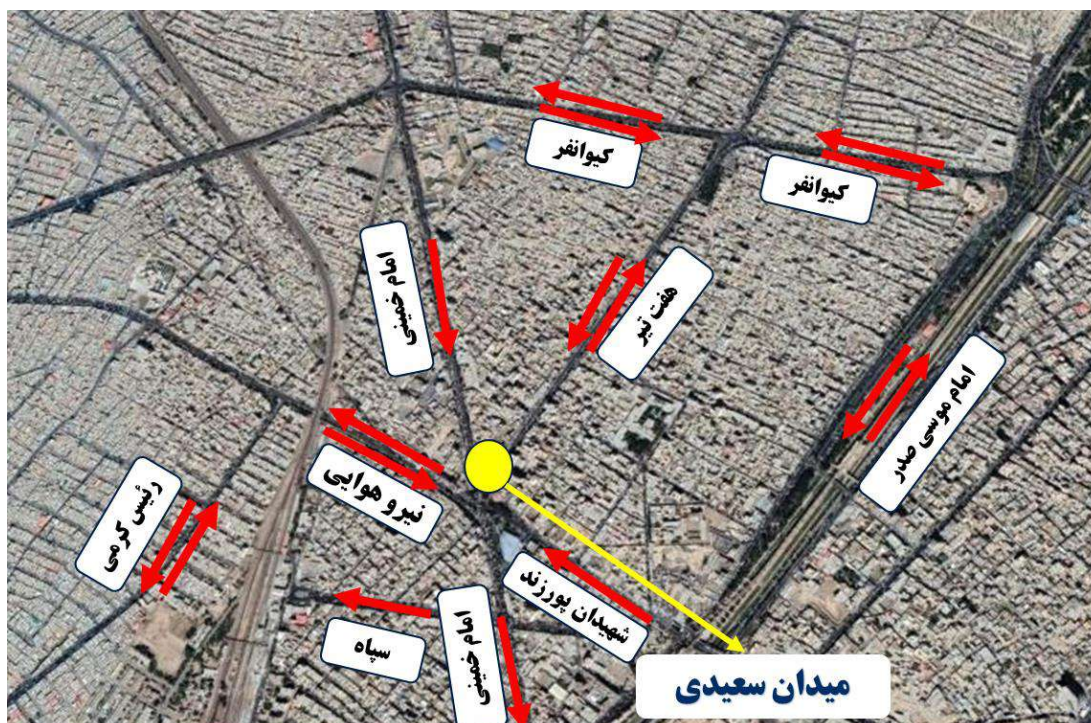 کیوانفر
کیوانفر
امام خمینی
هفت تیر
امام موسی صدر
نیرو هوایی
رئیس کرمی
شهیدان پورزند
سپاه
امام خمینی
میدان سعیدی